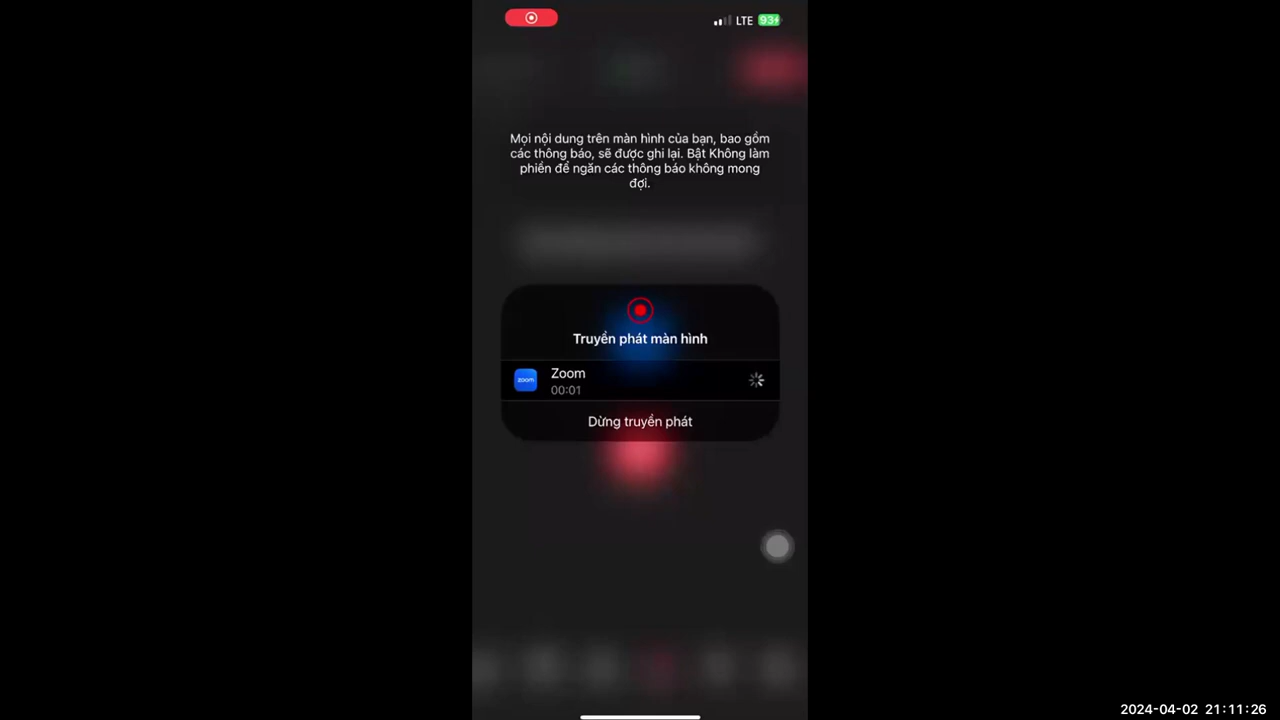 LTE 93
Mọi nội dung trên màn hình của bạn, bao gồm
các thông báo, sẽ được ghi lại. Bật Không làm
phiền để ngăn các thông báo không mong
đợi.
Truyền phát màn hình
zoom
Zoom
00:01
Dừng truyền phát
2024-04-02 21:11:26